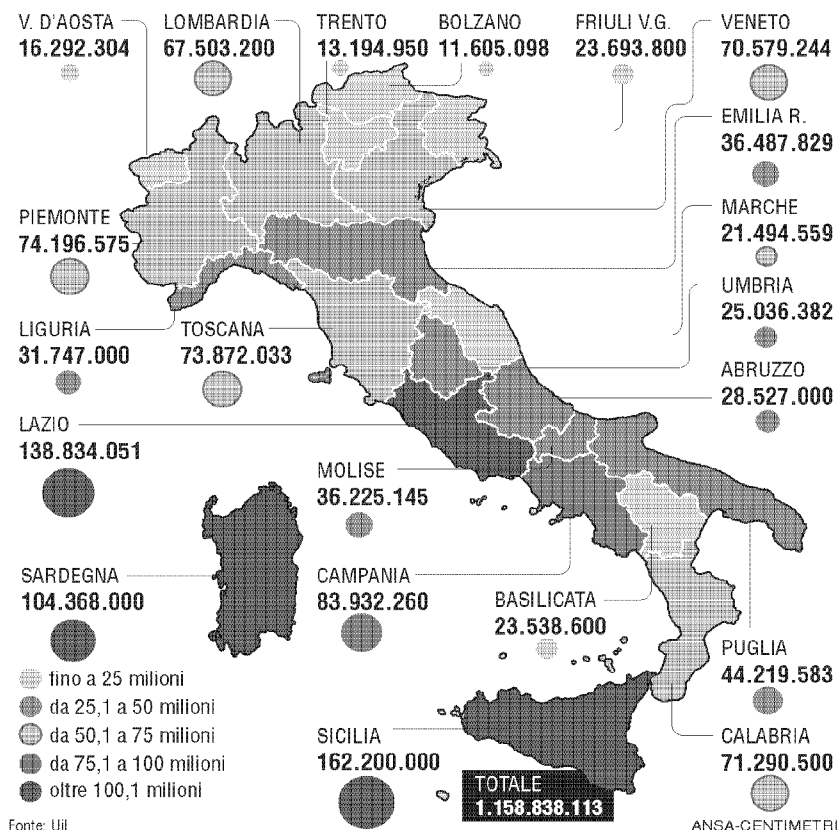 V. D'AOSTA
16.292.304
LOMBARDIA
67.503.200
TRENTO
13.194.950
BOLZANO
11.605.098
FRIULI V.G.
23.693.800
VENETO
70.579.244
EMILIA R.
36.487.829
MARCHE
21.494.559
UMBRIA
25.036.382
ABRUZZO
28.527.000
PIEMONTE
74.196.575
LIGURIA
31.747.000
TOSCANA
73.872.033
LAZIO
138.834.051
MOLISE
36.225.145
SARDEGNA
104.368.000
CAMPANIA
83.932.260
BASILICATA
23.538.600
PUGLIA
44.219.583
CALABRIA
71.290.500
SICILIA
162.200.000
fino a 25 milioni
da 25,1 a 50 milioni
da 50,1 a 75 milioni
da 75,1 a 100 milioni
oltre 100,1 milioni
TOTALE
1.158.838.113
Fonte: Uil
ANSA-CENTIMETRI